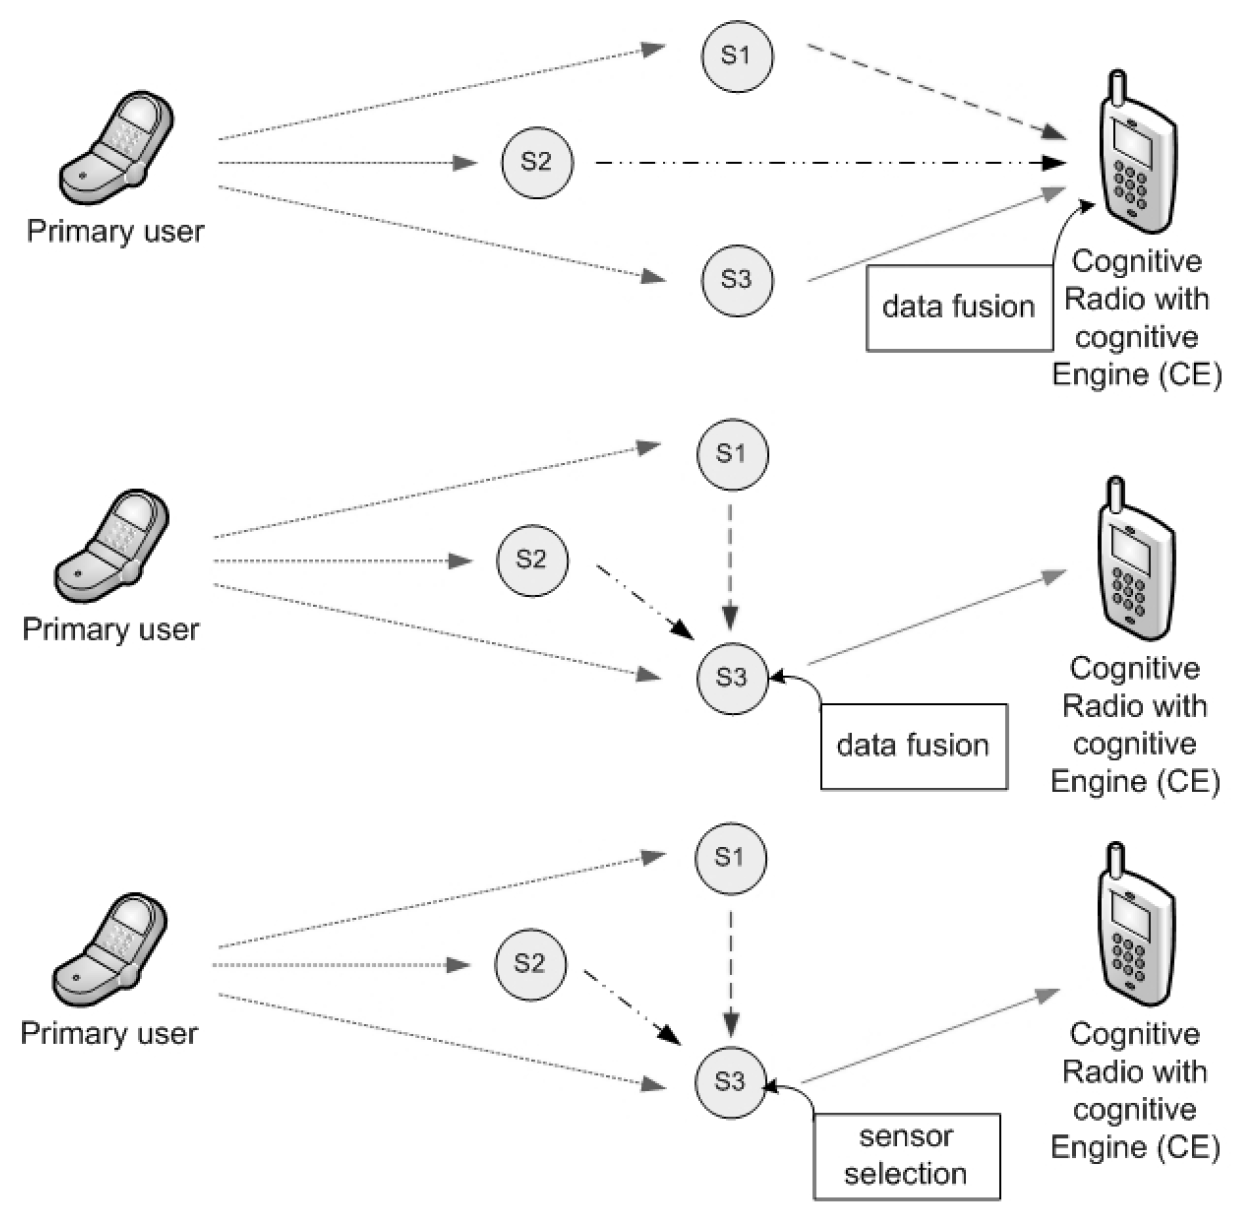 S1
S2
Primary user
S3
data fusion
Cognitive
Radio with
cognitive
Engine (CE)
S1
S2
Primary user
S3
data fusion
Cognitive
Radio with
cognitive
Engine (CE)
S1
S2
Primary user
S3
sensor
selection
Cognitive
Radio with
cognitive
Engine (CE)